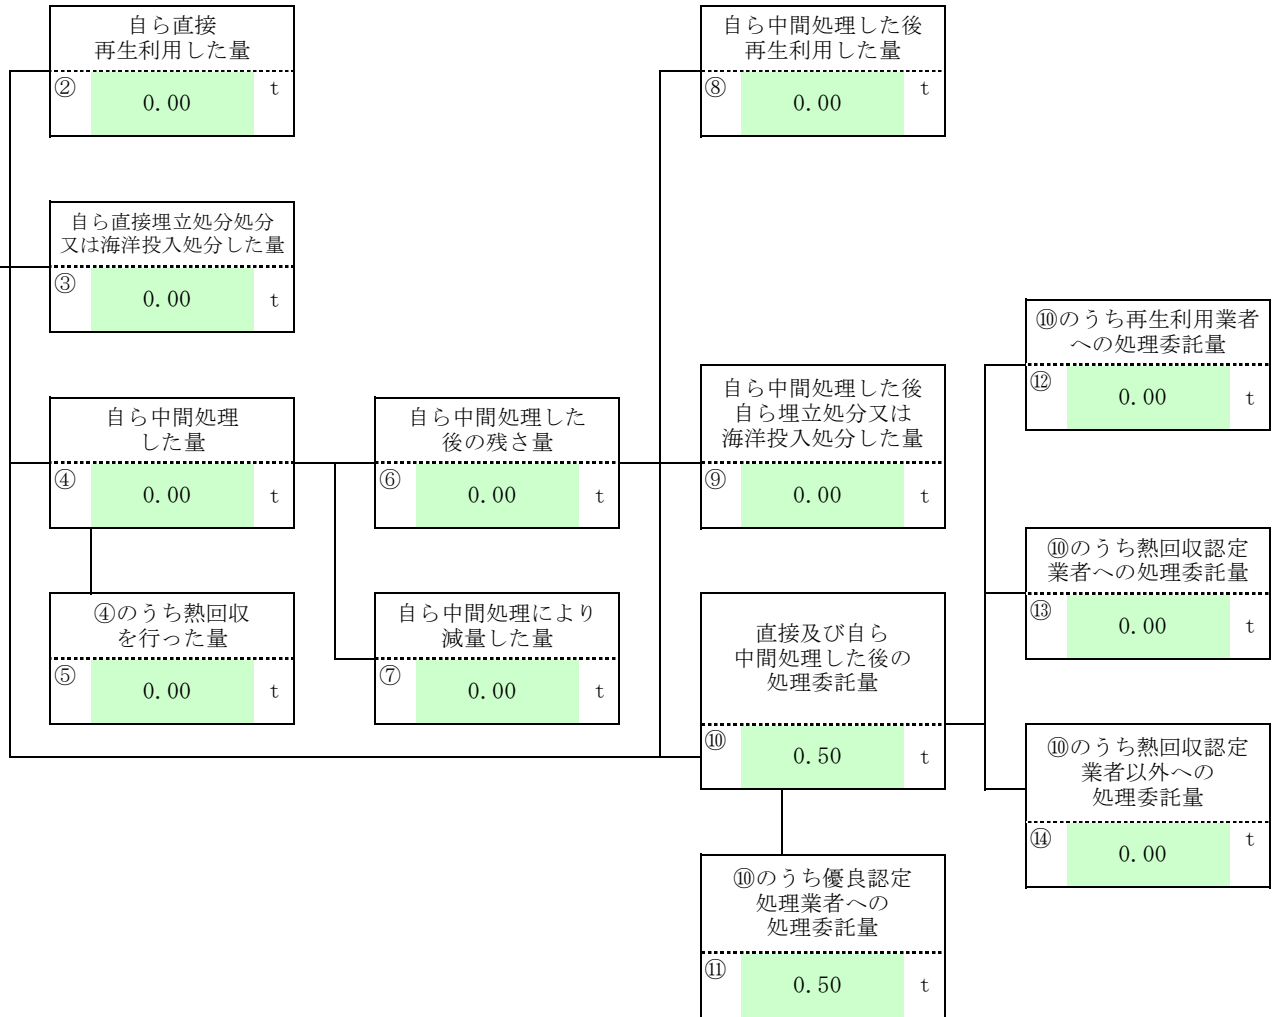 自ら直接
再生利用した量
② 0.00 t
自ら中間処理した後
再生利用した量
⑧ 0.00 t
自ら直接埋立処分処分
又は海洋投入処分した量
③ 0.00 t
⑩のうち再生利用業者
への処理委託量
⑫ 0.00 t
自ら中間処理
した量
④ 0.00 t
自ら中間処理した
後の残さ量
⑥ 0.00 t
自ら中間処理した後
自ら埋立処分又は
海洋投入処分した量
⑨ 0.00 t
⑩のうち熱回収認定
業者への処理委託量
⑬ 0.00 t
④のうち熱回収
を行った量
⑤ 0.00 t
自ら中間処理により
減量した量
⑦ 0.00 t
直接及び自ら
中間処理した後の
処理委託量
⑩ 0.50 t
⑩のうち熱回収認定
業者以外への
処理委託量
⑭ 0.00 t
⑩のうち優良認定
処理業者への
処理委託量
⑪ 0.50 t